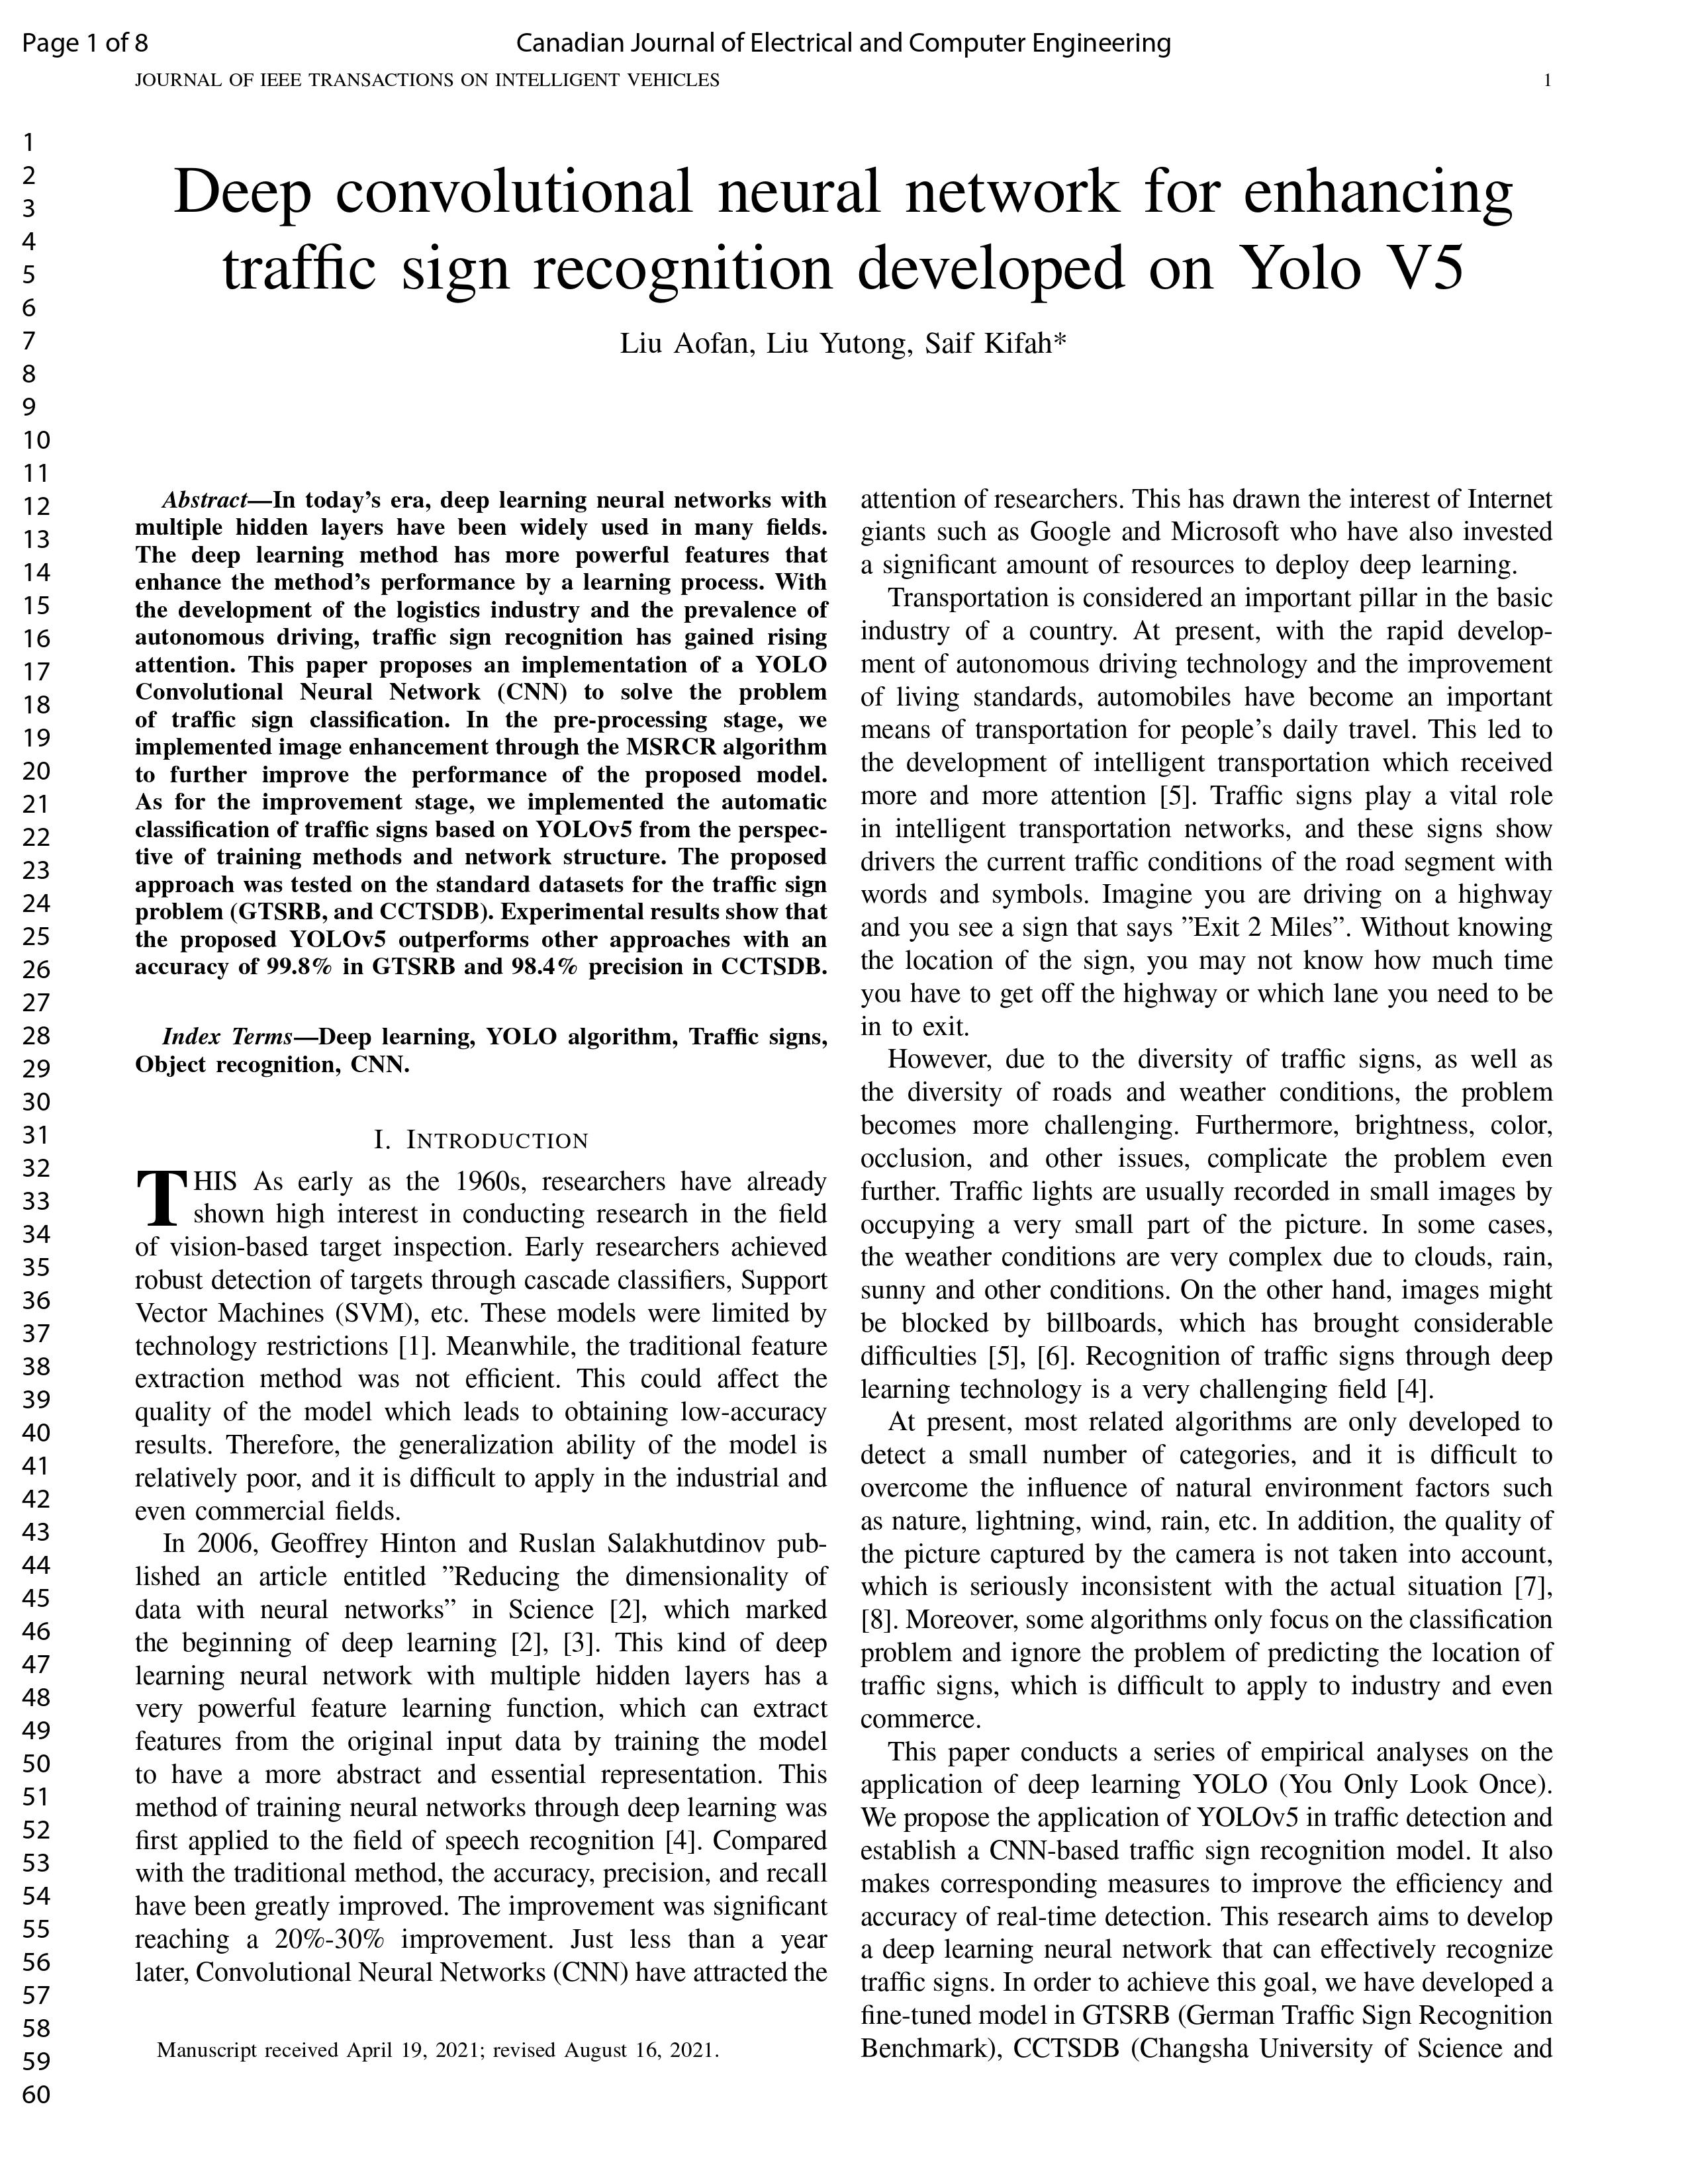 Page 1 of 8
Canadian Journal of Electrical and Computer Engineering
JOURNAL OF IEEE TRANSACTIONS ON INTELLIGENT VEHICLES
1
1
2
3
4
5
6
7
8
9
10
11
12
13
14
15
16
17
18
19
20
21
22
23
24
25
26
27
28
29
30
31
32
33
34
35
36
37
38
39
40
41
42
43
44
45
46
47
48
49
50
51
52
53
54
55
56
57
58
59
60
Deep convolutional neural network for enhancing
traffic sign recognition developed on Yolo V5
Liu Aofan, Liu Yutong, Saif Kifah*
Abstract—In today's era, deep learning neural networks with
multiple hidden layers have been widely used in many fields.
The deep learning method has more powerful features that
enhance the method's performance by a learning process. With
the development of the logistics industry and the prevalence of
autonomous driving, traffic sign recognition has gained rising
attention. This paper proposes an implementation of a YOLO
Convolutional Neural Network (CNN) to solve the problem
of traffic sign classification. In the pre-processing stage, we
implemented image enhancement through the MSRCR algorithm
to further improve the performance of the proposed model.
As for the improvement stage, we implemented the automatic
classification of traffic signs based on YOLOv5 from the perspec-
tive of training methods and network structure. The proposed
approach was tested on the standard datasets for the traffic sign
problem (GTSRB, and CCTSDB). Experimental results show that
the proposed YOLOv5 outperforms other approaches with an
accuracy of 99.8% in GTSRB and 98.4% precision in CCTSDB.
Index Terms—Deep learning, YOLO algorithm, Traffic signs,
Object recognition, CNN.
I. INTRODUCTION
THIS As early as the 1960s, researchers have already
shown high interest in conducting research in the field
of vision-based target inspection. Early researchers achieved
robust detection of targets through cascade classifiers, Support
Vector Machines (SVM), etc. These models were limited by
technology restrictions [1]. Meanwhile, the traditional feature
extraction method was not efficient. This could affect the
quality of the model which leads to obtaining low-accuracy
results. Therefore, the generalization ability of the model is
relatively poor, and it is difficult to apply in the industrial and
even commercial fields.
In 2006, Geoffrey Hinton and Ruslan Salakhutdinov pub-
lished an article entitled ”Reducing the dimensionality of
data with neural networks” in Science [2], which marked
the beginning of deep learning [2], [3]. This kind of deep
learning neural network with multiple hidden layers has a
very powerful feature learning function, which can extract
features from the original input data by training the model
to have a more abstract and essential representation. This
method of training neural networks through deep learning was
first applied to the field of speech recognition [4]. Compared
with the traditional method, the accuracy, precision, and recall
have been greatly improved. The improvement was significant
reaching a 20%-30% improvement. Just less than a year
later, Convolutional Neural Networks (CNN) have attracted the
Manuscript received April 19, 2021; revised August 16, 2021.
attention of researchers. This has drawn the interest of Internet
giants such as Google and Microsoft who have also invested
a significant amount of resources to deploy deep learning.
Transportation is considered an important pillar in the basic
industry of a country. At present, with the rapid develop-
ment of autonomous driving technology and the improvement
of living standards, automobiles have become an important
means of transportation for people's daily travel. This led to
the development of intelligent transportation which received
more and more attention [5]. Traffic signs play a vital role
in intelligent transportation networks, and these signs show
drivers the current traffic conditions of the road segment with
words and symbols. Imagine you are driving on a highway
and you see a sign that says ”Exit 2 Miles”. Without knowing
the location of the sign, you may not know how much time
you have to get off the highway or which lane you need to be
in to exit.
However, due to the diversity of traffic signs, as well as
the diversity of roads and weather conditions, the problem
becomes more challenging. Furthermore, brightness, color,
occlusion, and other issues, complicate the problem even
further. Traffic lights are usually recorded in small images by
occupying a very small part of the picture. In some cases,
the weather conditions are very complex due to clouds, rain,
sunny and other conditions. On the other hand, images might
be blocked by billboards, which has brought considerable
difficulties [5], [6]. Recognition of traffic signs through deep
learning technology is a very challenging field [4].
At present, most related algorithms are only developed to
detect a small number of categories, and it is difficult to
overcome the influence of natural environment factors such
as nature, lightning, wind, rain, etc. In addition, the quality of
the picture captured by the camera is not taken into account,
which is seriously inconsistent with the actual situation [7],
[8]. Moreover, some algorithms only focus on the classification
problem and ignore the problem of predicting the location of
traffic signs, which is difficult to apply to industry and even
commerce.
This paper conducts a series of empirical analyses on the
application of deep learning YOLO (You Only Look Once).
We propose the application of YOLOv5 in traffic detection and
establish a CNN-based traffic sign recognition model. It also
makes corresponding measures to improve the efficiency and
accuracy of real-time detection. This research aims to develop
a deep learning neural network that can effectively recognize
traffic signs. In order to achieve this goal, we have developed a
fine-tuned model in GTSRB (German Traffic Sign Recognition
Benchmark), CCTSDB (Changsha University of Science and